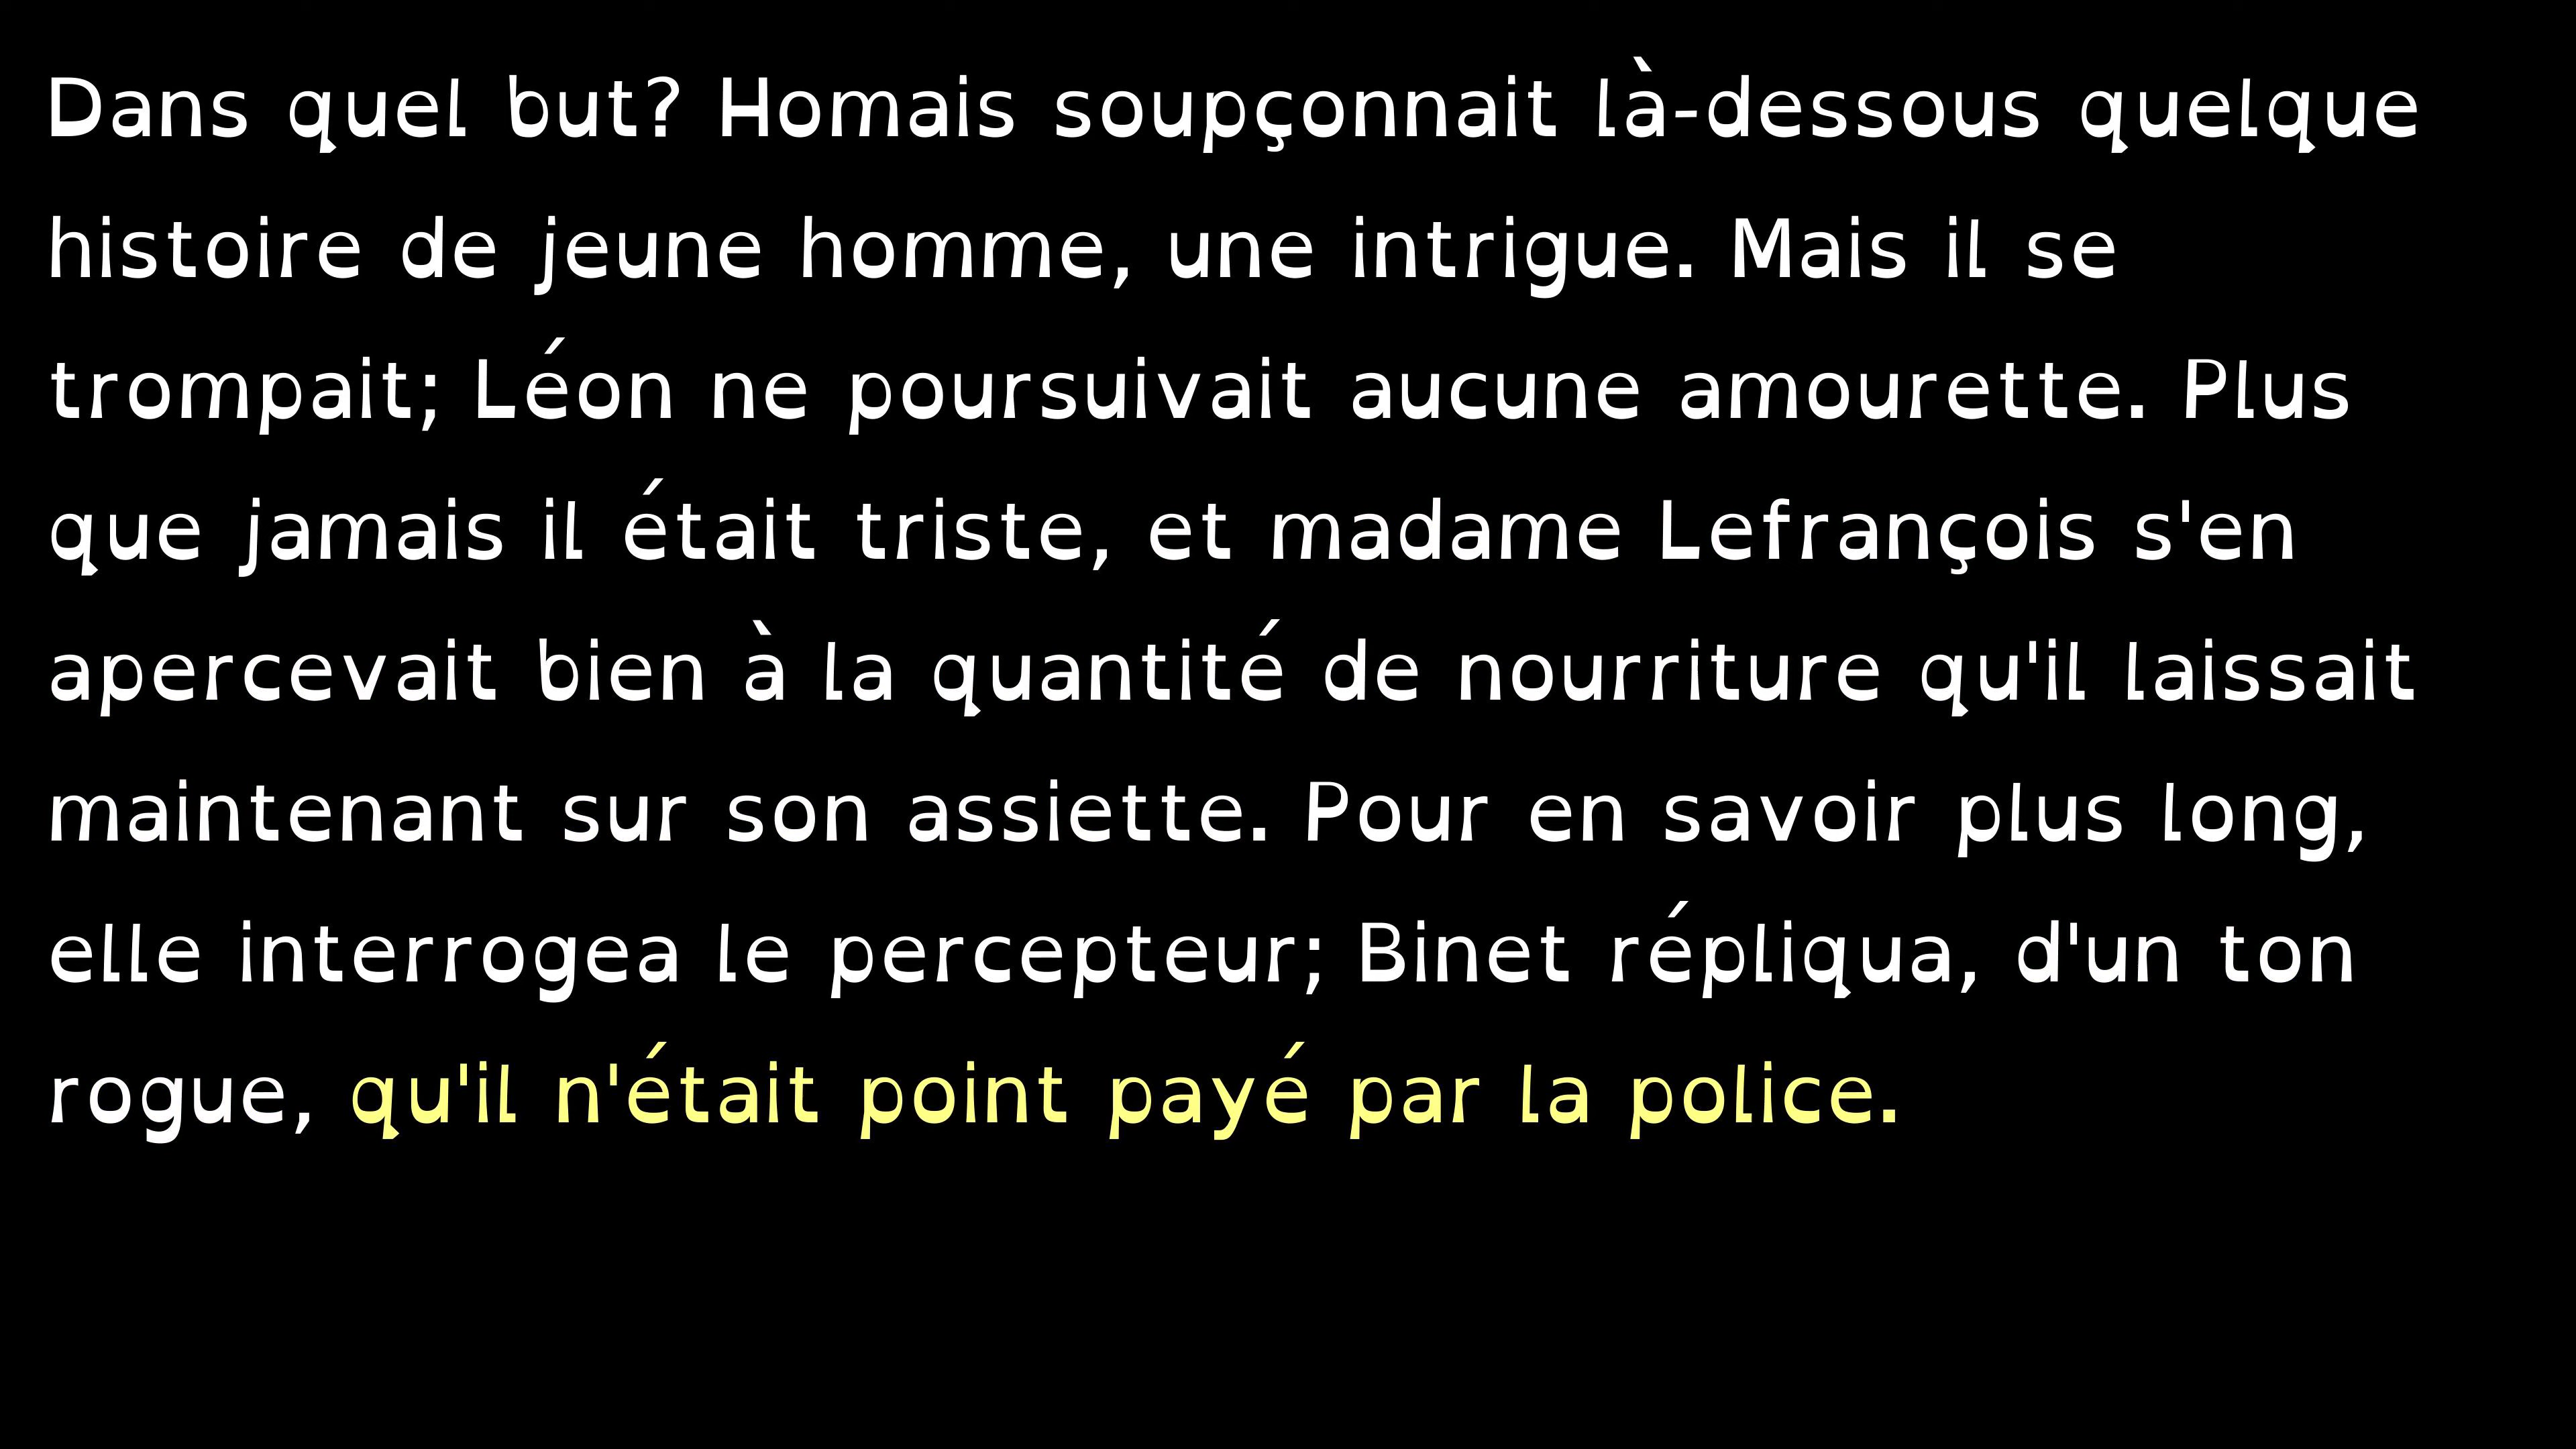 Dans quel but? Homais soupçonnait là-dessous quelque
histoire de jeune homme, une intrigue. Mais il se
trompait; Léon ne poursuivait aucune amourette. Plus
que jamais il était triste, et madame Lefrançois s'en
apercevait bien à la quantité de nourriture qu'il laissait
maintenant sur son assiette. Pour en savoir plus long,
elle interrogea le percepteur; Binet répliqua, d'un ton
rogue, qu'il n'était point payé par la police.